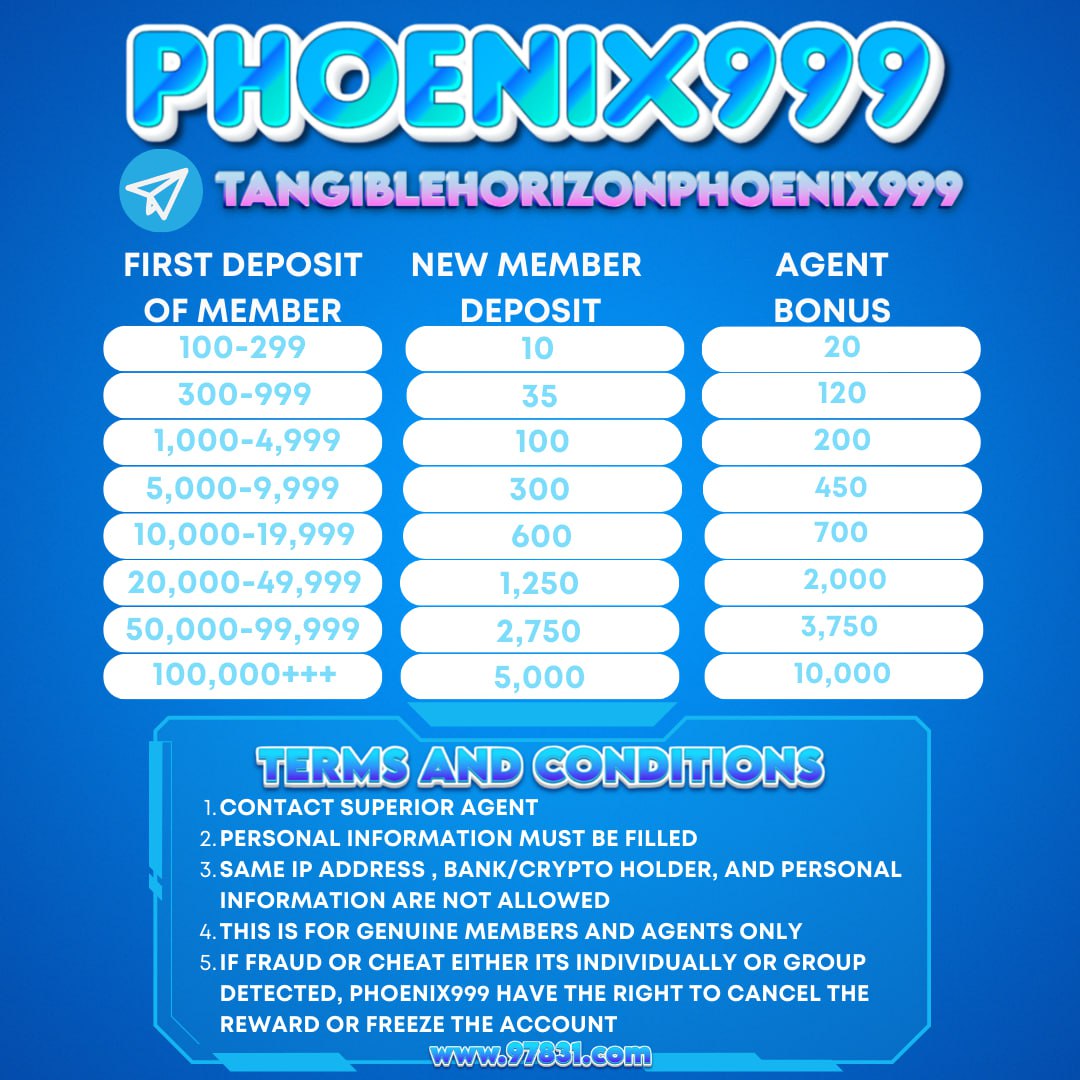 PHOENIX999
TANGIBLEHORIZONPHOENIX999
FIRST DEPOSIT OF MEMBER
NEW MEMBER DEPOSIT
AGENT BONUS
100-299 10 20
300-999 35 120
1,000-4,999 100 200
5,000-9,999 300 450
10,000-19,999 600 700
20,000-49,999 1,250 2,000
50,000-99,999 2,750 3,750
100,000+++ 5,000 10,000
TERMS AND CONDITIONS
1. CONTACT SUPERIOR AGENT
2. PERSONAL INFORMATION MUST BE FILLED
3. SAME IP ADDRESS , BANK/CRYPTO HOLDER, AND PERSONAL
INFORMATION ARE NOT ALLOWED
4. THIS IS FOR GENUINE MEMBERS AND AGENTS ONLY
5. IF FRAUD OR CHEAT EITHER ITS INDIVIDUALLY OR GROUP
DETECTED, PHOENIX999 HAVE THE RIGHT TO CANCEL THE
REWARD OR FREEZE THE ACCOUNT
www.97831.com